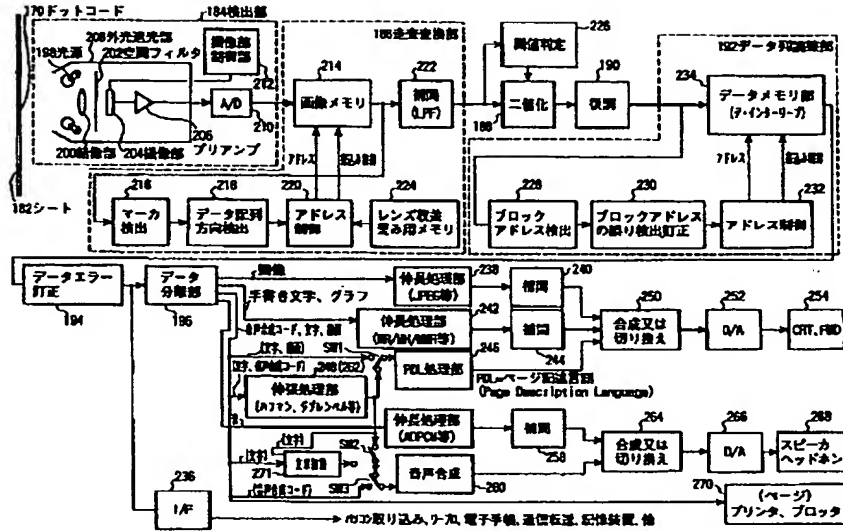 170ドットコード
184検出部
186走査変換部
226
192データ列調整部
208外光遮光部
202空間フィルタ
198光源
撮像部
制御部
212
214
画像メモリ
222
補間
(LPF)
閾値判定
188
二値化
190
復調
234
データメモリ部
(デ・インターリーブ)
A/D
210
206
プリアンプ
200結像部
204撮像部
アドレス
アドレス
182シート
216
マーカ
検出
218
データ配列
方向検出
220
アドレス
制御
224
レンズ収差
歪み用メモリ
228
ブロック
アドレス検出
230
ブロックアドレス
の誤り検出訂正
232
アドレス制御
データエラー
訂正
194
データ
分離部
196
画像
238
伸長処理部
(JPEG等)
240
補間
手書き文字、グラフ
242
伸長処理部
(MR/MH/MMR等)
補間
244
250
合成又は
切り換え
252
D/A
254
CRT、FMD
SW1
246
PDL処理部
PDL=ページ記述言語
(Page Description Language)
248(262)
伸張処理部
伸長処理部
(ADPCM等)
補間
258
264
合成又は
切り換え
266
D/A
268
スピーカ
ヘッドホン
(文字)
SW2
271
SW3
音声合成
260
270
(ページ)
プリンタ、プロッタ
236
I/F
パソコン取り込み、ワープロ、電子手帳、通信転送、記憶装置、他